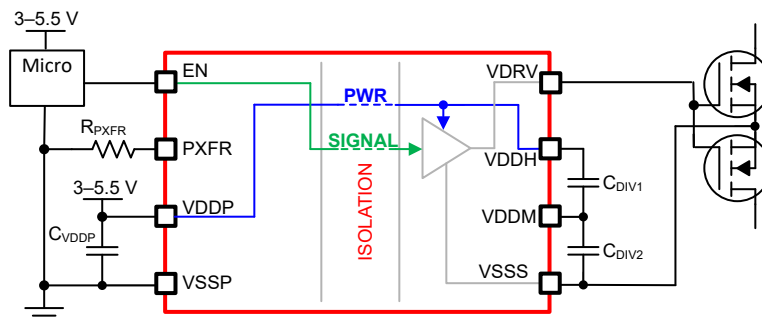 3–5.5 V
Micro
EN
PWR
VDRV
RPXFR
PXFR
SIGNAL
VDDH
3–5.5 V
ISOLATION
CDIV1
VDDP
VDDM
CVDDP
CDIV2
VSSP
VSSS